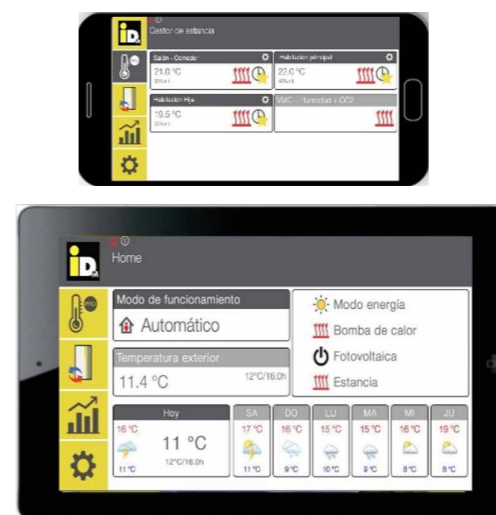 iD.
Gestor de estancia
Salón - Comedor
21.0 °C
Habitación principal
22.0 °C
Habitación Hija
19.5 °C
VMC - Humedad + CO2
iD.
Home
Modo de funcionamiento
Automático
Temperatura exterior
11.4 °C
12°C/16.0h
Modo energía
Bomba de calor
Fotovoltaica
Estancia
Hoy
16 °C
11 °C
12°C/16.0h
11 °C
SA
17 °C
11 °C
DO
16 °C
9 °C
LU
15 °C
10 °C
MA
15 °C
9 °C
MI
16 °C
8 °C
JU
19 °C
8 °C